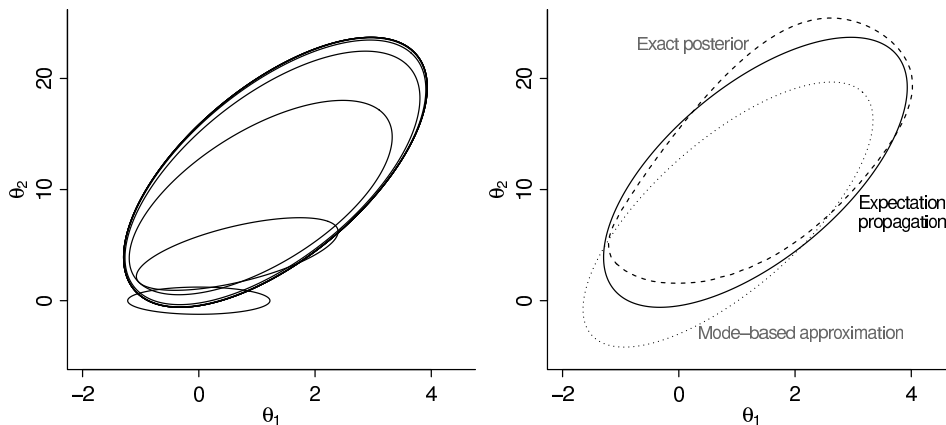 20
10
0
θ2
−2
0
2
4
θ1
Exact posterior
Expectation
propagation
Mode−based approximation
20
10
0
θ2
−2
0
2
4
θ1